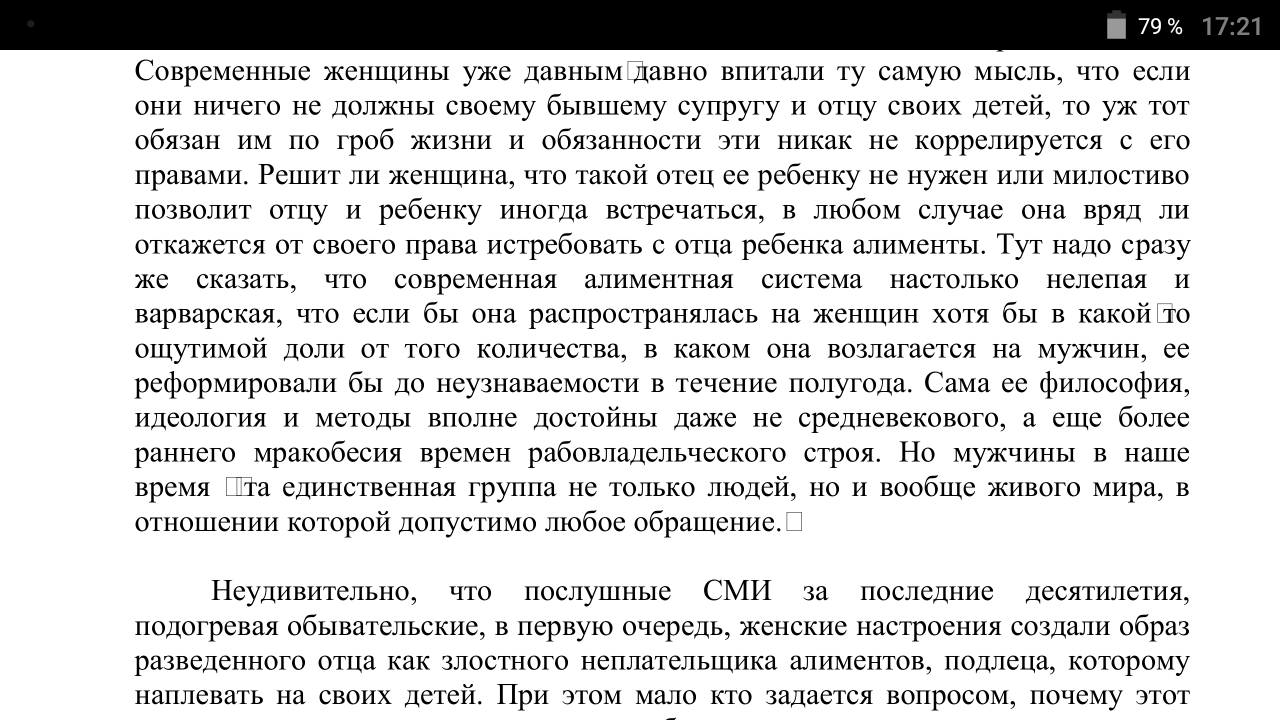 79 % 17:21
Современные женщины уже давным□давно впитали ту самую мысль, что если
они ничего не должны своему бывшему супругу и отцу своих детей, то уж тот
обязан им по гроб жизни и обязанности эти никак не коррелируется с его
правами. Решит ли женщина, что такой отец ее ребенку не нужен или милостиво
позволит отцу и ребенку иногда встречаться, в любом случае она вряд ли
откажется от своего права истребовать с отца ребенка алименты. Тут надо сразу
же сказать, что современная алиментная система настолько нелепая и
варварская, что если бы она распространялась на женщин хотя бы в какой□то
ощутимой доли от того количества, в каком она возлагается на мужчин, ее
реформировали бы до неузнаваемости в течение полугода. Сама ее философия,
идеология и методы вполне достойны даже не средневекового, а еще более
раннего мракобесия времен рабовладельческого строя. Но мужчины в наше
время □□та единственная группа не только людей, но и вообще живого мира, в
отношении которой допустимо любое обращение.□
Неудивительно, что послушные СМИ за последние десятилетия,
подогревая обывательские, в первую очередь, женские настроения создали образ
разведенного отца как злостного неплательщика алиментов, подлеца, которому
наплевать на своих детей. При этом мало кто задается вопросом, почему этот